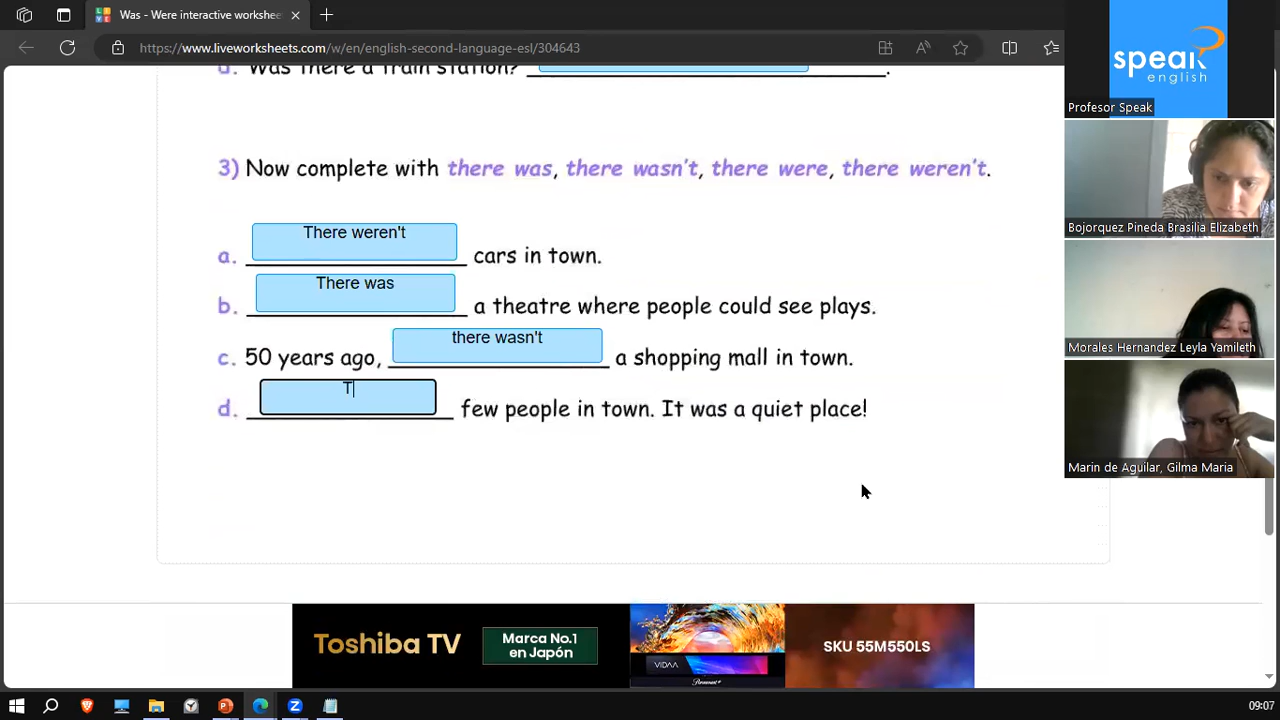 Was - Were interactive workshee
https://www.liveworksheets.com/w/en/english-second-language-esl/304643
d. Was there a train station? .
3) Now complete with there was, there wasn't, there were, there weren't.
a. There weren't cars in town.
b. There was a theatre where people could see plays.
c. 50 years ago, there wasn't a shopping mall in town.
d. T few people in town. It was a quiet place!
speak
english
Profesor Speak
Bojorquez Pineda Brasilia Elizabeth
Morales Hernandez Leyla Yamileth
Marin de Aguilar, Gilma Maria
Toshiba TV
Marca No.1
en Japón
VIDAA
Paramount+
SKU 55M550LS
09:07